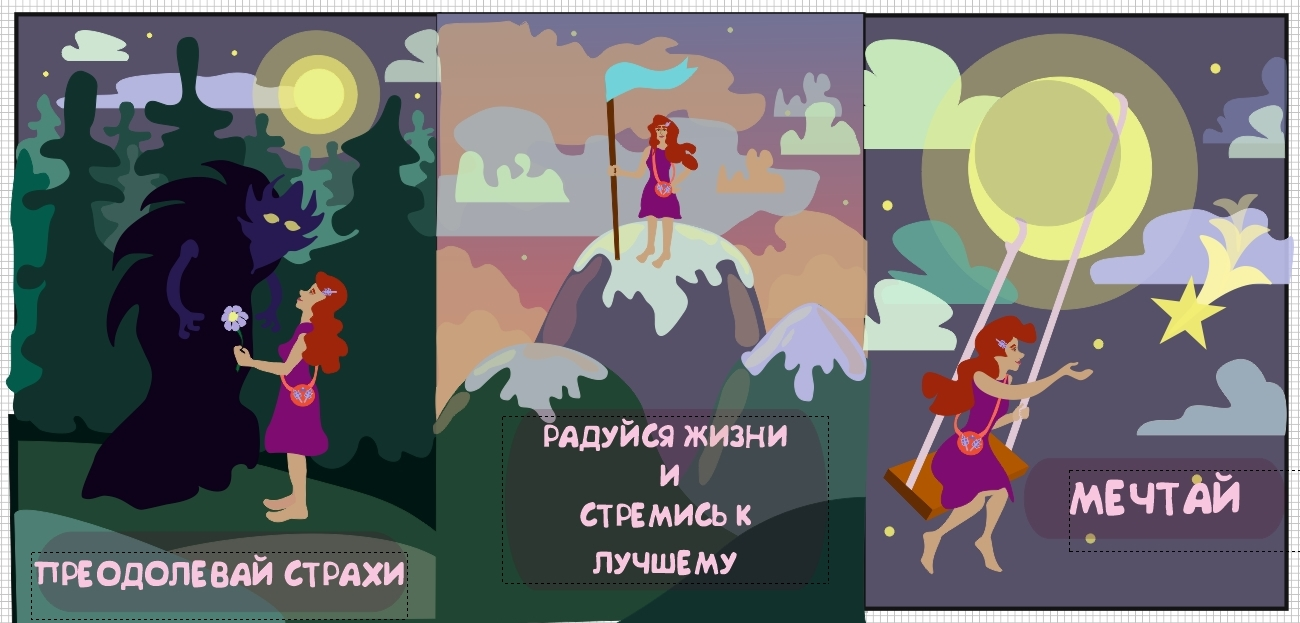 ПРЕОДОЛЕВАЙ СТРАХИ
РАДУЙСЯ ЖИЗНИ
И
СТРЕМИСЬ К
ЛУЧШЕМУ
МЕЧТАЙ